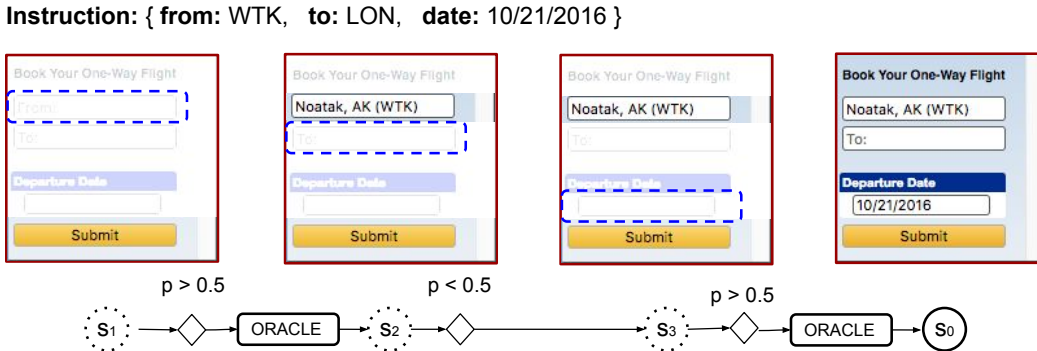 Instruction: { from: WTK, to: LON, date: 10/21/2016 }
Book Your One-Way Flight
From:
To:
Departure Date
Submit
Book Your One-Way Flight
Noatak, AK (WTK)
To:
Departure Date
Submit
Book Your One-Way Flight
Noatak, AK (WTK)
To:
Departure Date
Submit
Book Your One-Way Flight
Noatak, AK (WTK)
To:
Departure Date
10/21/2016
Submit
p > 0.5
p < 0.5
p > 0.5
S1
ORACLE
S2
S3
ORACLE
S0